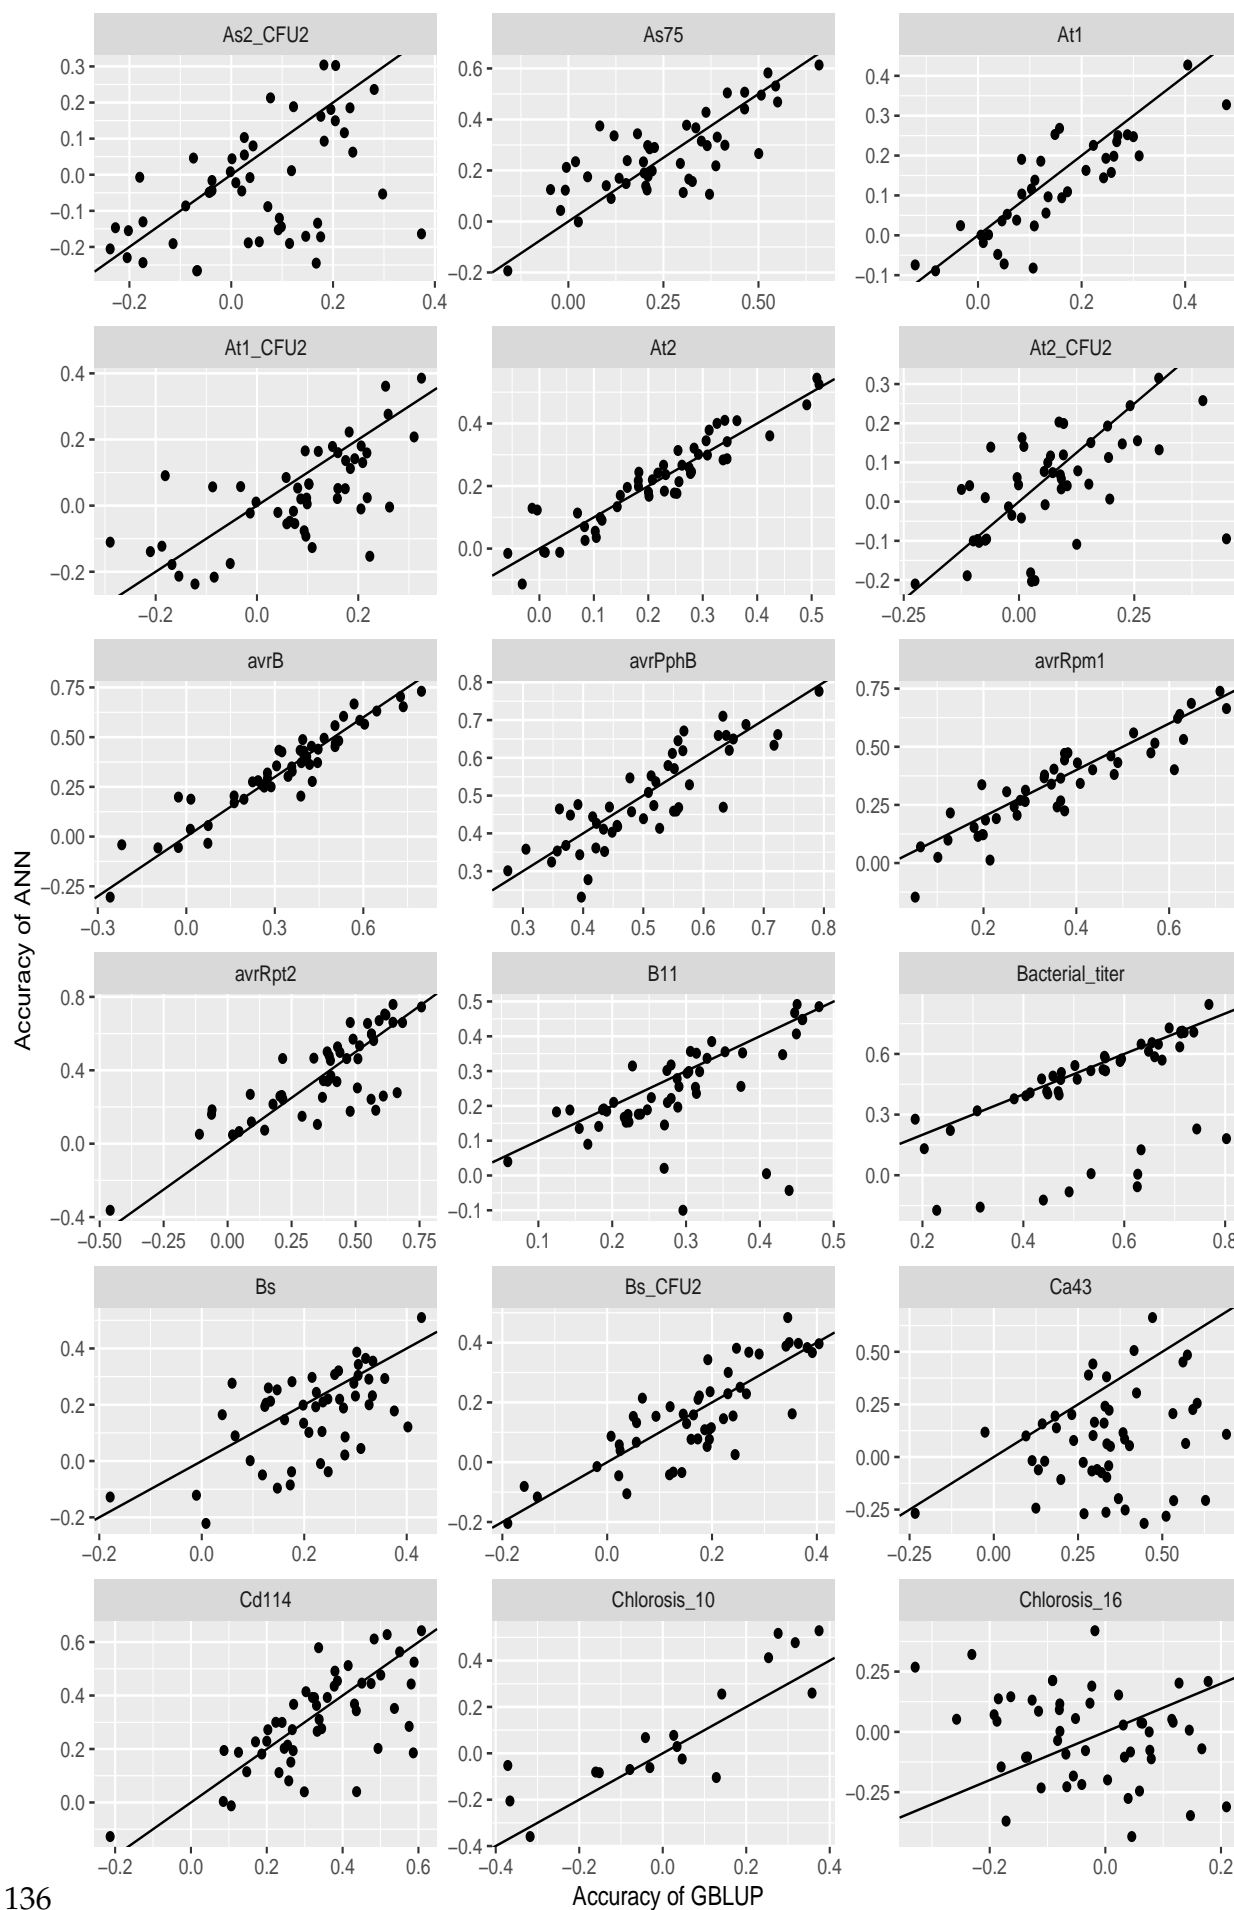 As2_CFU2 As75 At1
0.3 0.2 0.1 0.0 −0.1 −0.2
0.6 0.4 0.2 0.0 −0.2
0.4 0.3 0.2 0.1 0.0 −0.1
−0.2 0.0 0.2 0.4 0.00 0.25 0.50 0.0 0.2 0.4
At1_CFU2 At2 At2_CFU2
0.4 0.2 0.0 −0.2
0.4 0.2 0.0
0.3 0.2 0.1 0.0 −0.1 −0.2
−0.2 0.0 0.2 0.0 0.1 0.2 0.3 0.4 0.5 −0.25 0.00 0.25
avrB avrPphB avrRpm1
0.75 0.50 0.25 0.00 −0.25
0.8 0.7 0.6 0.5 0.4 0.3
0.75 0.50 0.25 0.00
−0.3 0.0 0.3 0.6 0.3 0.4 0.5 0.6 0.7 0.8 0.2 0.4 0.6
Accuracy of ANN
avrRpt2 B11 Bacterial_titer
0.8 0.4 0.0 −0.4
0.5 0.4 0.3 0.2 0.1 0.0 −0.1
0.6 0.3 0.0
−0.50 −0.25 0.00 0.25 0.50 0.75 0.1 0.2 0.3 0.4 0.5 0.2 0.4 0.6 0.8
Bs Bs_CFU2 Ca43
0.4 0.2 0.0 −0.2
0.4 0.2 0.0 −0.2
0.50 0.25 0.00 −0.25
−0.2 0.0 0.2 0.4 −0.2 0.0 0.2 0.4 −0.25 0.00 0.25 0.50
Cd114 Chlorosis_10 Chlorosis_16
0.6 0.4 0.2 0.0
0.4 0.2 0.0 −0.2 −0.4
0.25 0.00 −0.25
−0.2 0.0 0.2 0.4 0.6 −0.4 −0.2 0.0 0.2 0.4 −0.2 0.0 0.2
Accuracy of GBLUP
136